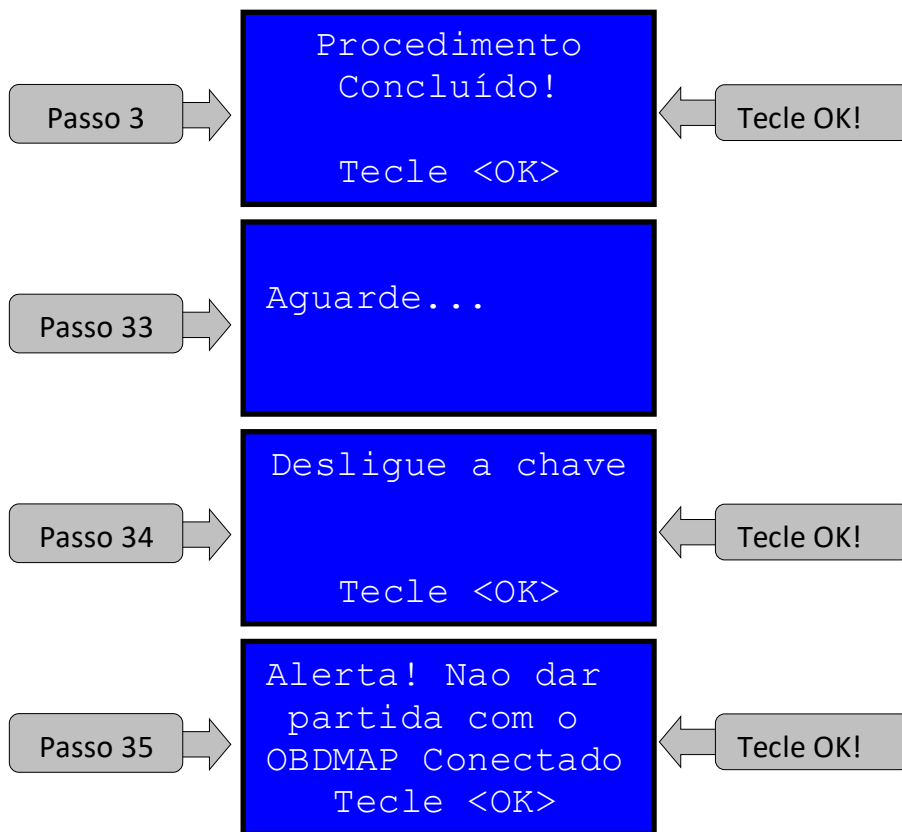 Passo 3
Procedimento
Concluído!
Tecle <OK>
Tecle OK!
Passo 33
Aguarde...
Passo 34
Desligue a chave
Tecle <OK>
Tecle OK!
Passo 35
Alerta! Nao dar
partida com o
OBDMAP Conectado
Tecle <OK>
Tecle OK!